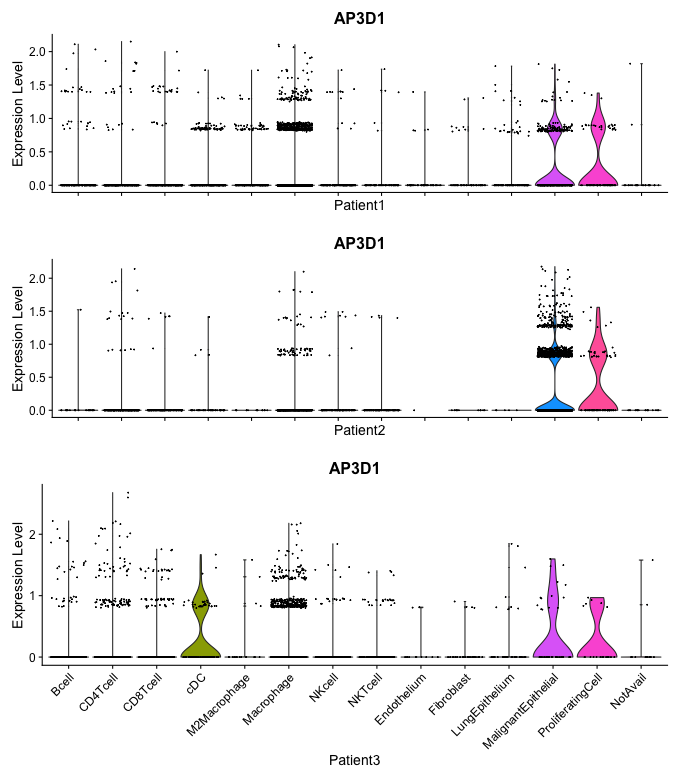 AP3D1
Expression Level
2.0
1.5
1.0
0.5
0.0
Patient1
AP3D1
Expression Level
2.0
1.5
1.0
0.5
0.0
Patient2
AP3D1
Expression Level
2
1
0
Bcell
CD4Tcell
CD8Tcell
cDC
M2Macrophage
Macrophage
NKcell
NKTcell
Endothelium
Fibroblast
LungEpithelium
MalignantEpithelial
ProliferatingCell
NotAvail
Patient3